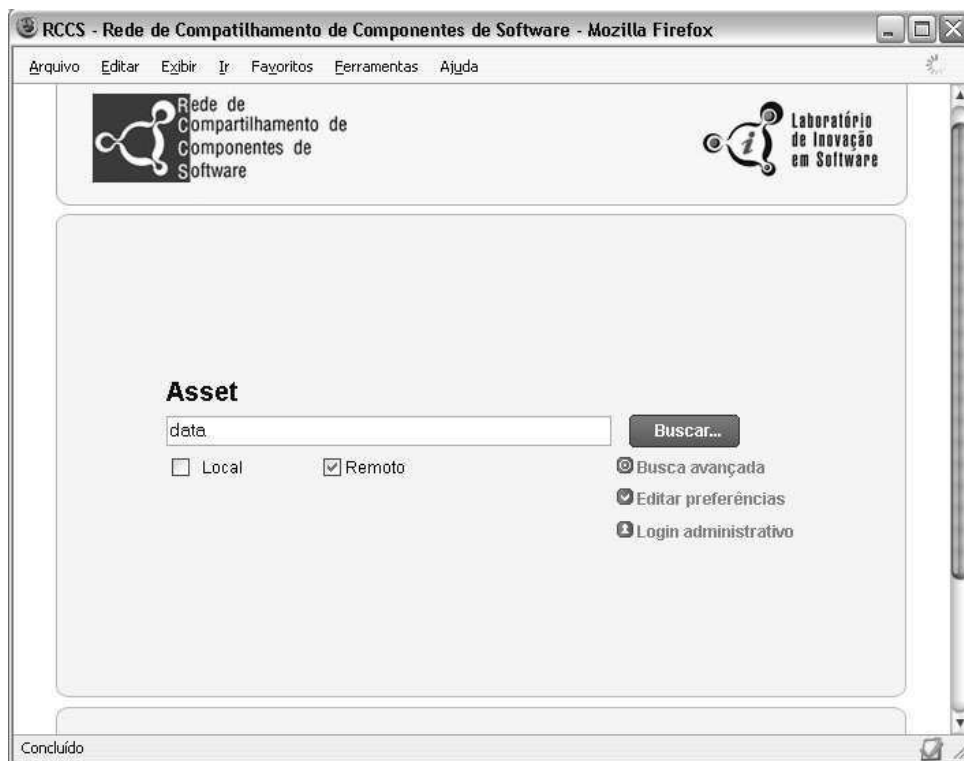 RCCS - Rede de Compatilhamento de Componentes de Software - Mozilla Firefox
Arquivo Editar Exibir Ir Favoritos Ferramentas Ajuda
Rede de
Compartilhamento de
Componentes de
Software
Laboratório
de Inovação
em Software
Asset
data
Buscar...
Local Remoto
Busca avançada
Editar preferências
Login administrativo
Concluído